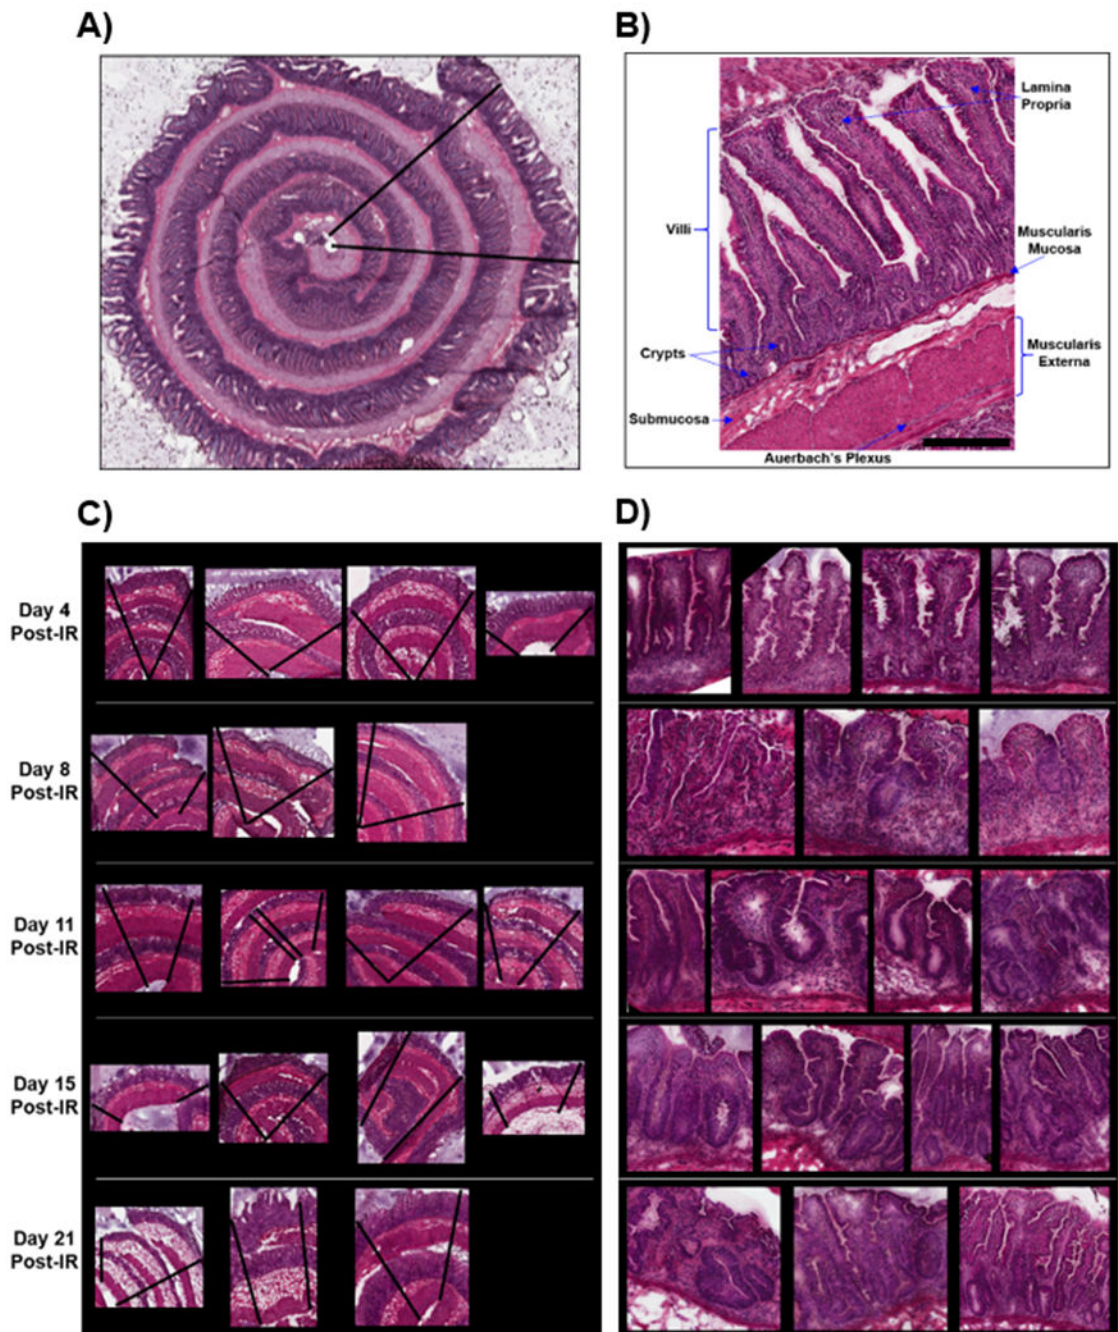 A)
B)
Lamina
Propria
Villi
Muscularis
Mucosa
Crypts
Muscularis
Externa
Submucosa
Auerbach's Plexus
C)
D)
Day 4
Post-IR
Day 8
Post-IR
Day 11
Post-IR
Day 15
Post-IR
Day 21
Post-IR